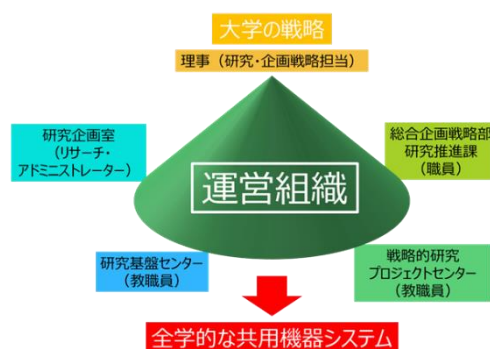 大学の戦略
理事（研究・企画戦略担当）
研究企画室
（リサーチ・
アドミニストレーター）
総合企画戦略部
研究推進課
（職員）
運営組織
研究基盤センター
（教職員）
戦略的研究
プロジェクトセンター
（教職員）
全学的な共用機器システム